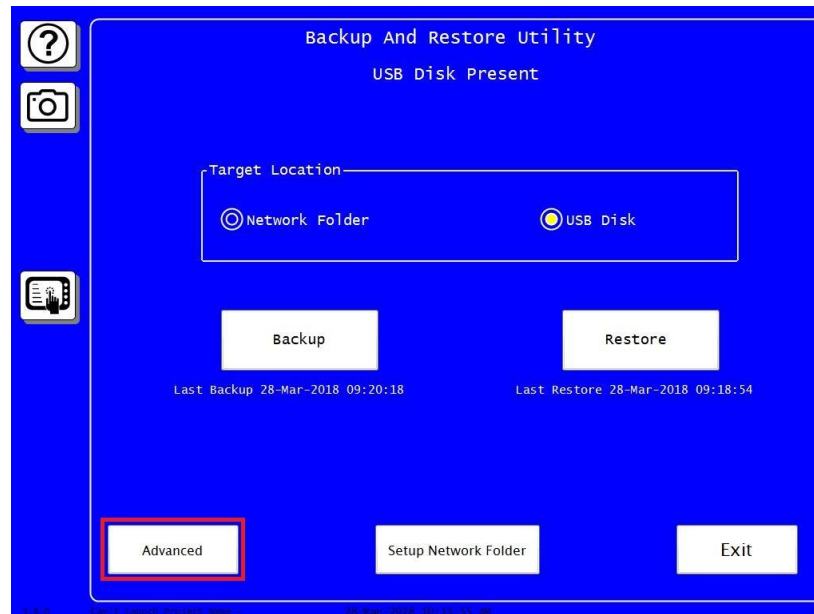 ?
Backup And Restore Utility
USB Disk Present
Target Location
Network Folder
USB Disk
Backup
Restore
Last Backup 28-Mar-2018 09:20:18
Last Restore 28-Mar-2018 09:18:54
Advanced
Setup Network Folder
Exit